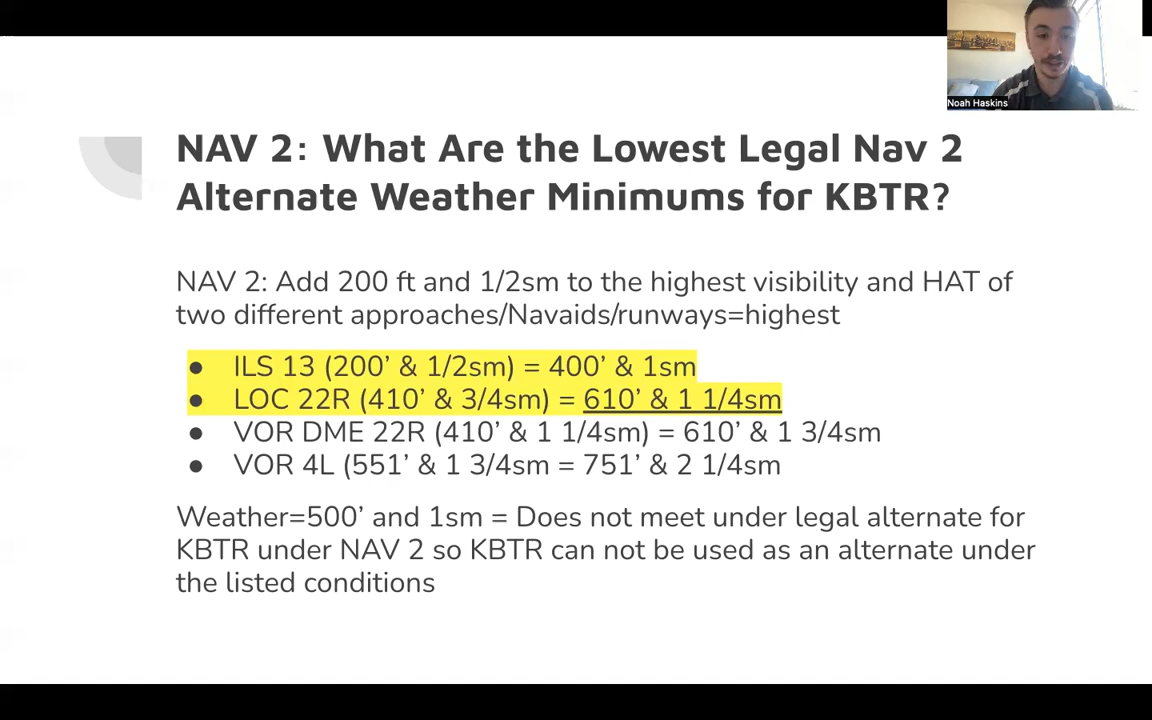 Noah Haskins
NAV 2: What Are the Lowest Legal Nav 2
Alternate Weather Minimums for KBTR?
NAV 2: Add 200 ft and 1/2sm to the highest visibility and HAT of
two different approaches/Navaids/runways=highest
● ILS 13 (200’ & 1/2sm) = 400’ & 1sm
● LOC 22R (410’ & 3/4sm) = 610’ & 1 1/4sm
● VOR DME 22R (410’ & 1 1/4sm) = 610’ & 1 3/4sm
● VOR 4L (551’ & 1 3/4sm = 751’ & 2 1/4sm
Weather=500’ and 1sm = Does not meet under legal alternate for
KBTR under NAV 2 so KBTR can not be used as an alternate under
the listed conditions